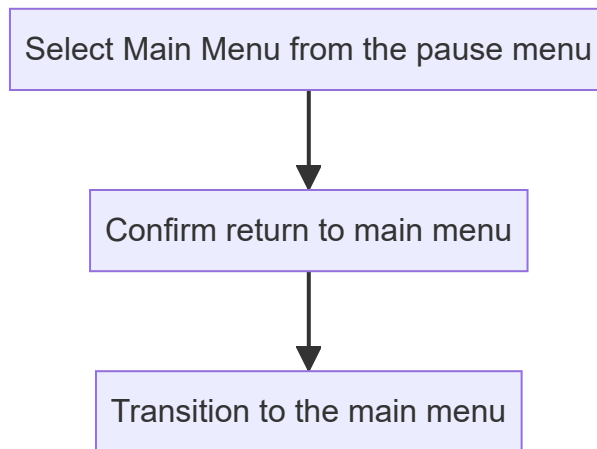 Select Main Menu from the pause menu
Confirm return to main menu
Transition to the main menu